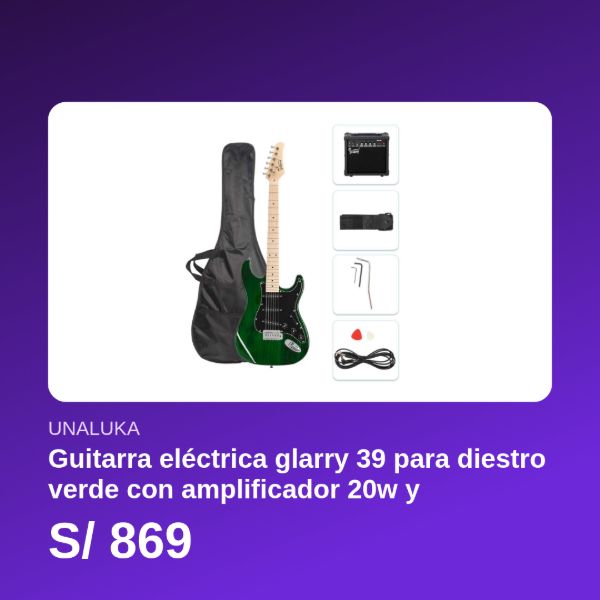 UNALUKA
Guitarra eléctrica glarry 39 para diestro
verde con amplificador 20w y
S/ 869